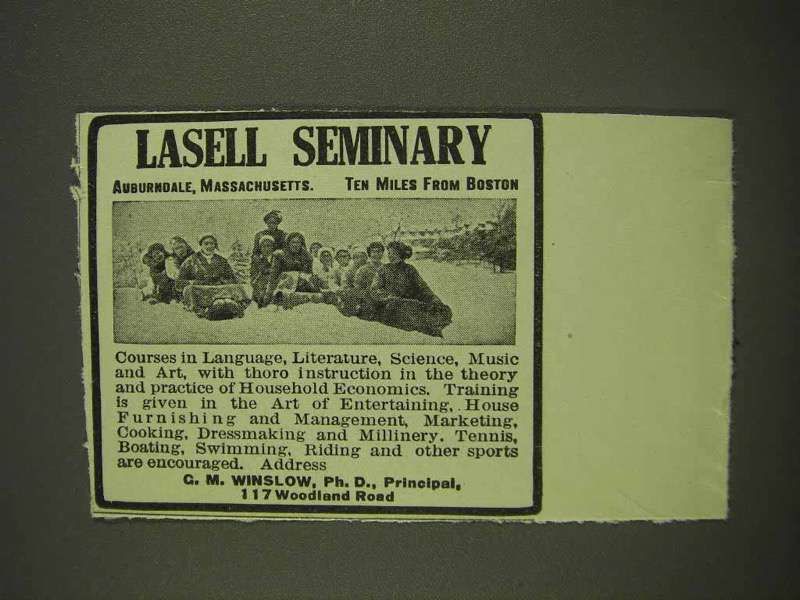 LASELL SEMINARY
AUBURNDALE, MASSACHUSETTS. TEN MILES FROM BOSTON
Courses in Language, Literature, Science, Music
and Art, with thoro instruction in the theory
and practice of Household Economics. Training
is given in the Art of Entertaining, House
Furnishing and Management, Marketing,
Cooking, Dressmaking and Millinery. Tennis,
Boating, Swimming, Riding and other sports
are encouraged. Address
G. M. WINSLOW, Ph. D., Principal,
117 Woodland Road